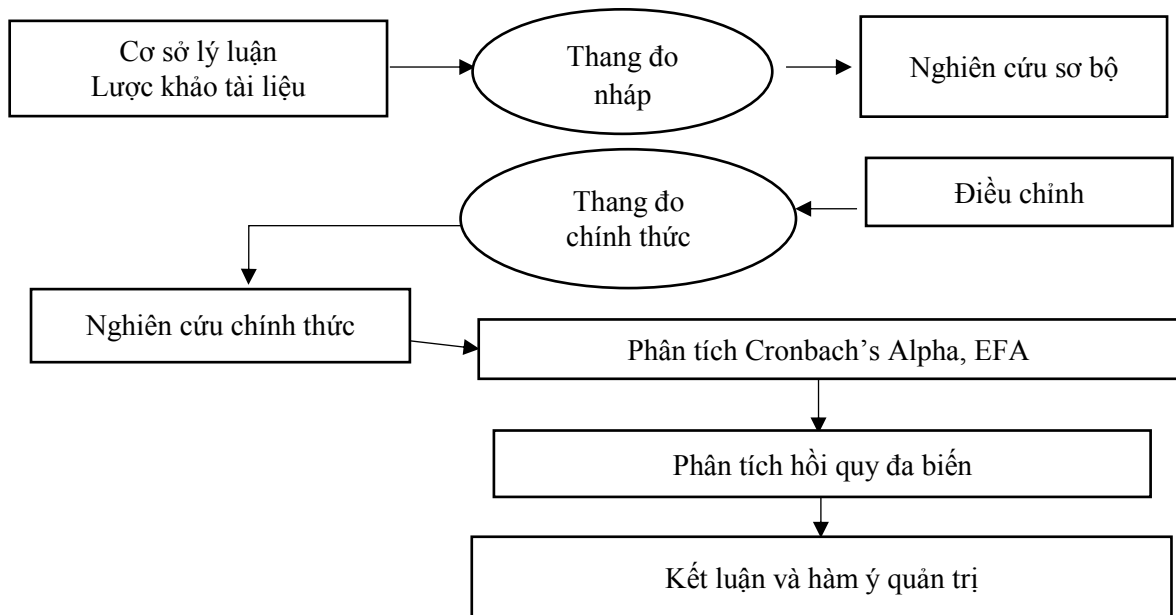 Cơ sở lý luận
Lược khảo tài liệu
Thang đo
nháp
Nghiên cứu sơ bộ
Điều chỉnh
Thang đo
chính thức
Nghiên cứu chính thức
Phân tích Cronbach’s Alpha, EFA
Phân tích hồi quy đa biến
Kết luận và hàm ý quản trị